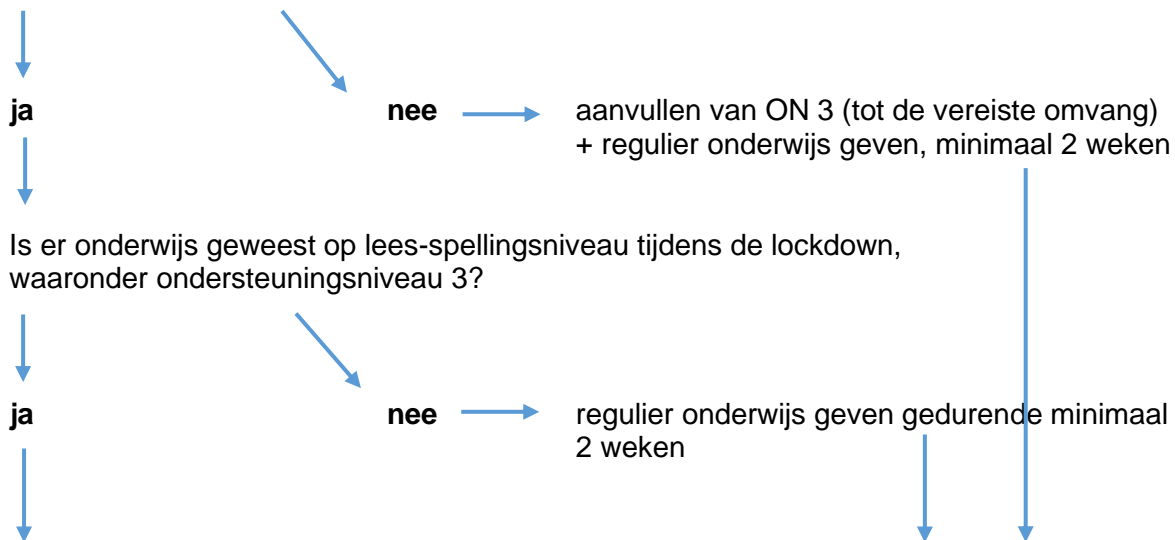 ja
nee
aanvullen van ON 3 (tot de vereiste omvang)
+ regulier onderwijs geven, minimaal 2 weken
Is er onderwijs geweest op lees-spellingsniveau tijdens de lockdown,
waaronder ondersteuningsniveau 3?
ja
nee
regulier onderwijs geven gedurende minimaal
2 weken